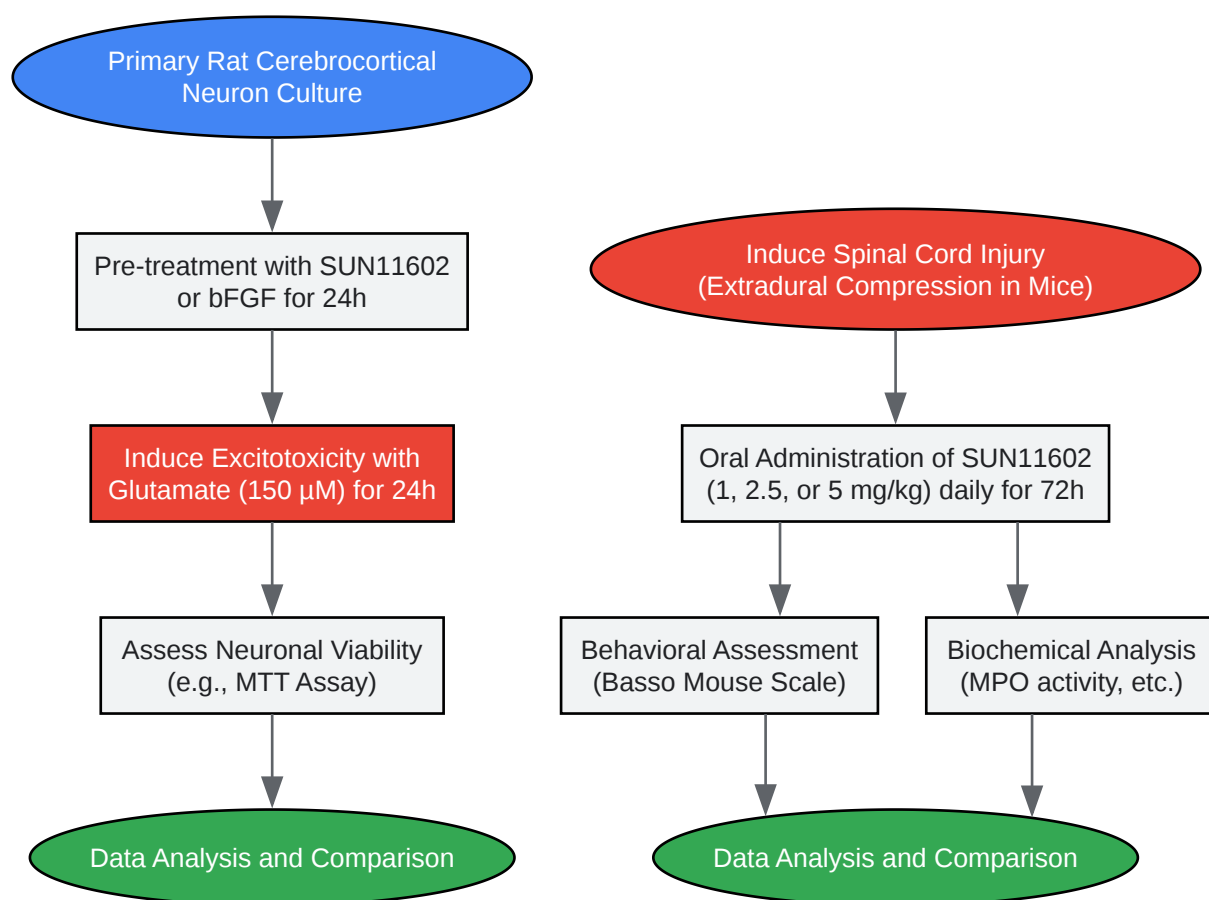 Primary Rat Cerebrocortical
Neuron Culture
Pre-treatment with SUN11602
or bFGF for 24h
Induce Excitotoxicity with
Glutamate (150 µM) for 24h
Assess Neuronal Viability
(e.g., MTT Assay)
Data Analysis and Comparison
Induce Spinal Cord Injury
(Extradural Compression in Mice)
Oral Administration of SUN11602
(1, 2.5, or 5 mg/kg) daily for 72h
Behavioral Assessment
(Basso Mouse Scale)
Biochemical Analysis
(MPO activity, etc.)
Data Analysis and Comparison